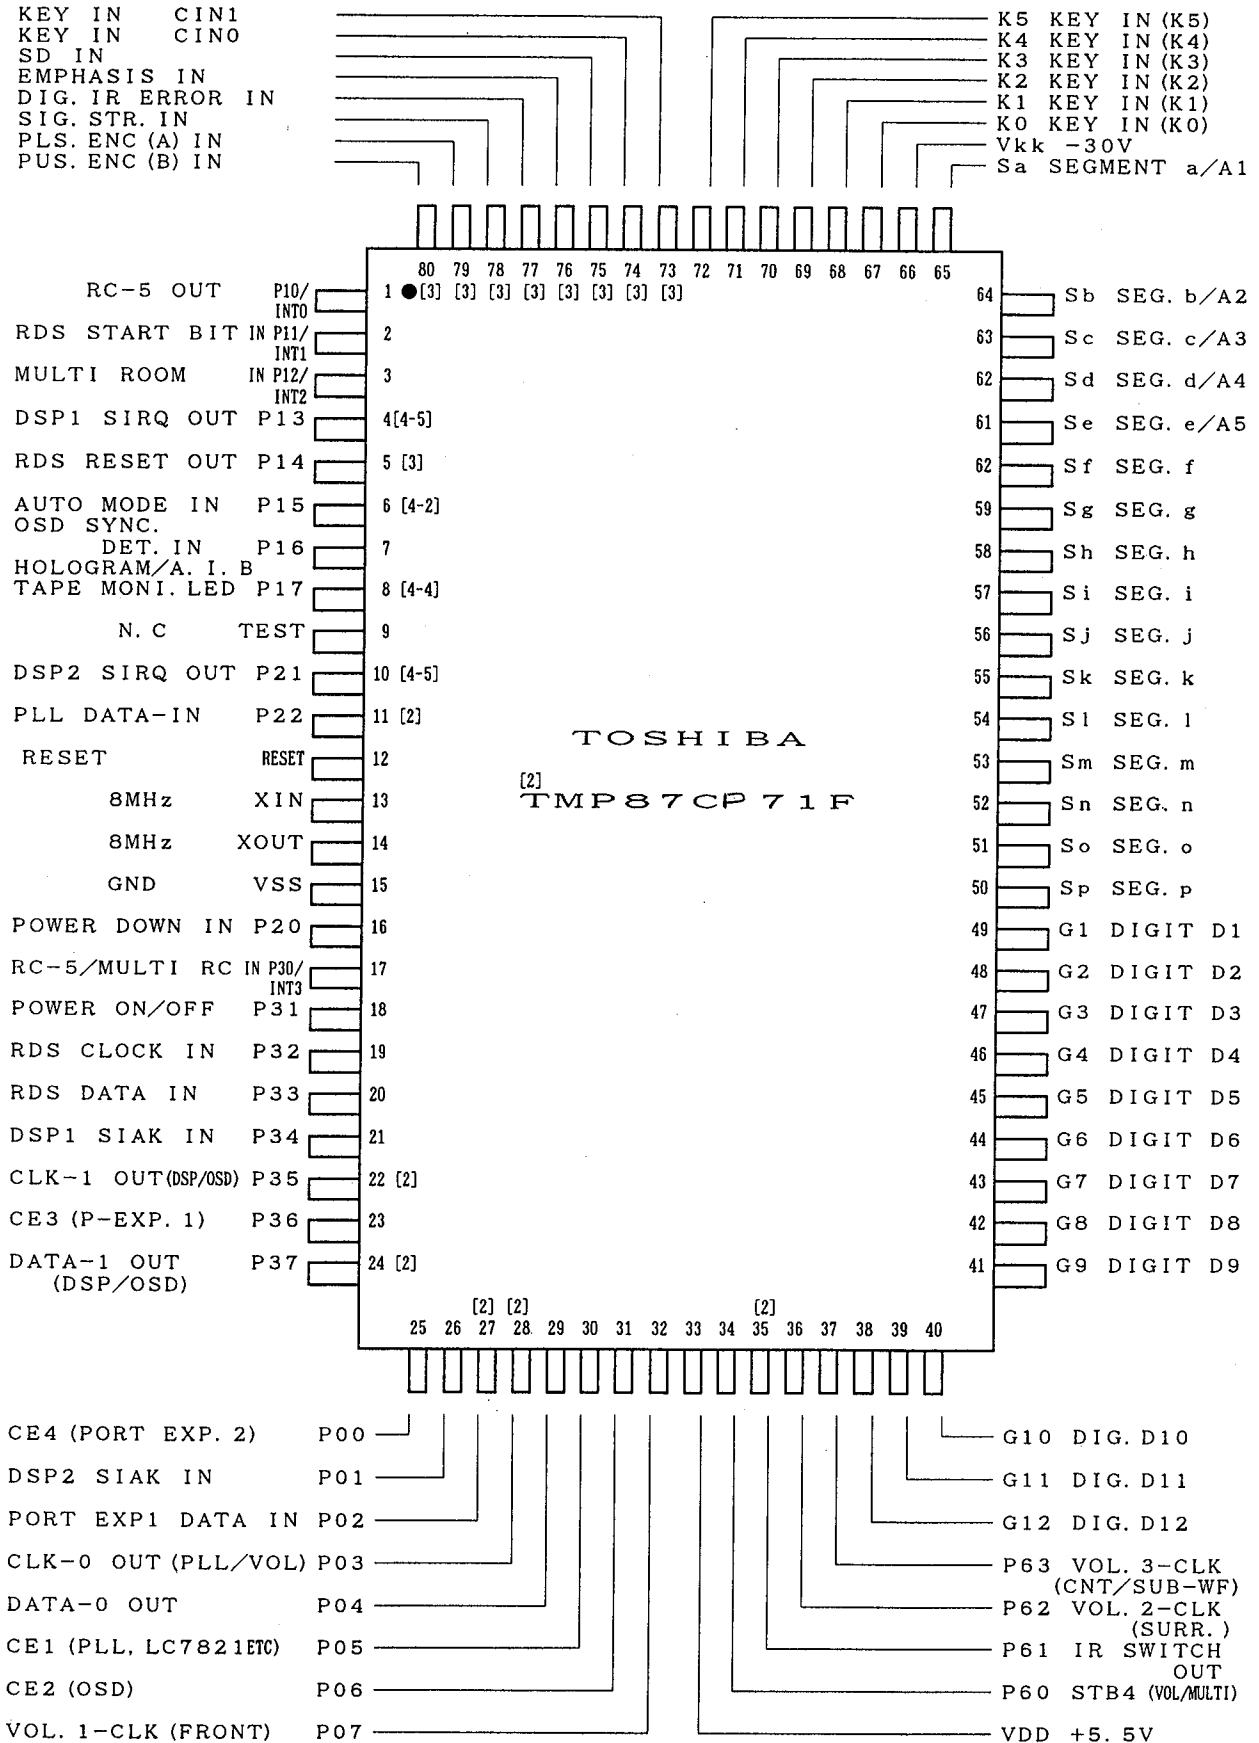 KEY IN CIN1
KEY IN CIN0
SD IN
EMPHASIS IN
DIG. IR ERROR IN
SIG. STR. IN
PLS. ENC (A) IN
PUS. ENC (B) IN
K5 KEY IN (K5)
K4 KEY IN (K4)
K3 KEY IN (K3)
K2 KEY IN (K2)
K1 KEY IN (K1)
K0 KEY IN (K0)
Vkk -30V
Sa SEGMENT a/A1
80 79 78 77 76 75 74 73 72 71 70 69 68 67 66 65
[3] [3] [3] [3] [3] [3] [3] [3]
RC-5 OUT P10/ INT0 1
RDS START BIT IN P11/ INT1 2
MULTI ROOM IN P12/ INT2 3
DSP1 SIRQ OUT P13 4 [4-5]
RDS RESET OUT P14 5 [3]
AUTO MODE IN P15 6 [4-2]
OSD SYNC.
DET. IN P16 7
HOLOGRAM/A. I. B
TAPE MONI. LED P17 8 [4-4]
N. C TEST 9
DSP2 SIRQ OUT P21 10 [4-5]
PLL DATA-IN P22 11 [2]
RESET RESET 12
8MHz XIN 13
8MHz XOUT 14
GND VSS 15
POWER DOWN IN P20 16
RC-5/MULTI RC IN P30/ INT3 17
POWER ON/OFF P31 18
RDS CLOCK IN P32 19
RDS DATA IN P33 20
DSP1 SIAK IN P34 21
CLK-1 OUT (DSP/OSD) P35 22 [2]
CE3 (P-EXP. 1) P36 23
DATA-1 OUT P37 24 [2]
(DSP/OSD)
TOSHIBA
[2]
TMP87CP71F
64 Sb SEG. b/A2
63 Sc SEG. c/A3
62 Sd SEG. d/A4
61 Se SEG. e/A5
62 Sf SEG. f
59 Sg SEG. g
58 Sh SEG. h
57 Si SEG. i
56 Sj SEG. j
55 Sk SEG. k
54 Sl SEG. l
53 Sm SEG. m
52 Sn SEG. n
51 So SEG. o
50 Sp SEG. p
49 G1 DIGIT D1
48 G2 DIGIT D2
47 G3 DIGIT D3
46 G4 DIGIT D4
45 G5 DIGIT D5
44 G6 DIGIT D6
43 G7 DIGIT D7
42 G8 DIGIT D8
41 G9 DIGIT D9
[2] [2] [2]
25 26 27 28 29 30 31 32 33 34 35 36 37 38 39 40
CE4 (PORT EXP. 2) P00
DSP2 SIAK IN P01
PORT EXP1 DATA IN P02
CLK-0 OUT (PLL/VOL) P03
DATA-0 OUT P04
CE1 (PLL, LC7821ETC) P05
CE2 (OSD) P06
VOL. 1-CLK (FRONT) P07
G10 DIG. D10
G11 DIG. D11
G12 DIG. D12
P63 VOL. 3-CLK
(CNT/SUB-WF)
P62 VOL. 2-CLK
(SURR. )
P61 IR SWITCH
OUT
P60 STB4 (VOL/MULTI)
VDD +5. 5V